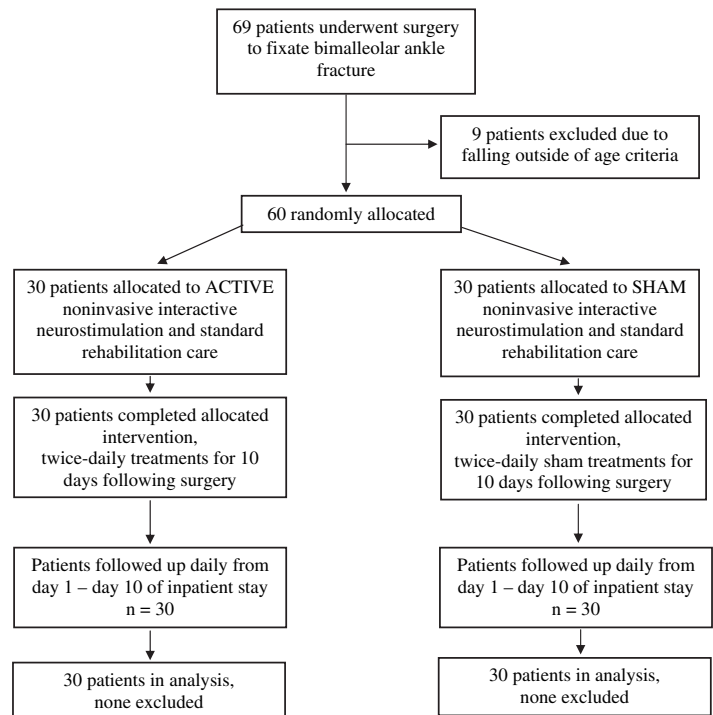 69 patients underwent surgery
to fixate bimalleolar ankle
fracture
9 patients excluded due to
falling outside of age criteria
60 randomly allocated
30 patients allocated to ACTIVE
noninvasive interactive
neurostimulation and standard
rehabilitation care
30 patients allocated to SHAM
noninvasive interactive
neurostimulation and standard
rehabilitation care
30 patients completed allocated
intervention,
twice-daily treatments for 10
days following surgery
30 patients completed allocated
intervention,
twice-daily sham treatments for
10 days following surgery
Patients followed up daily from
day 1 – day 10 of inpatient stay
n = 30
Patients followed up daily from
day 1 – day 10 of inpatient stay
n = 30
30 patients in analysis,
none excluded
30 patients in analysis,
none excluded